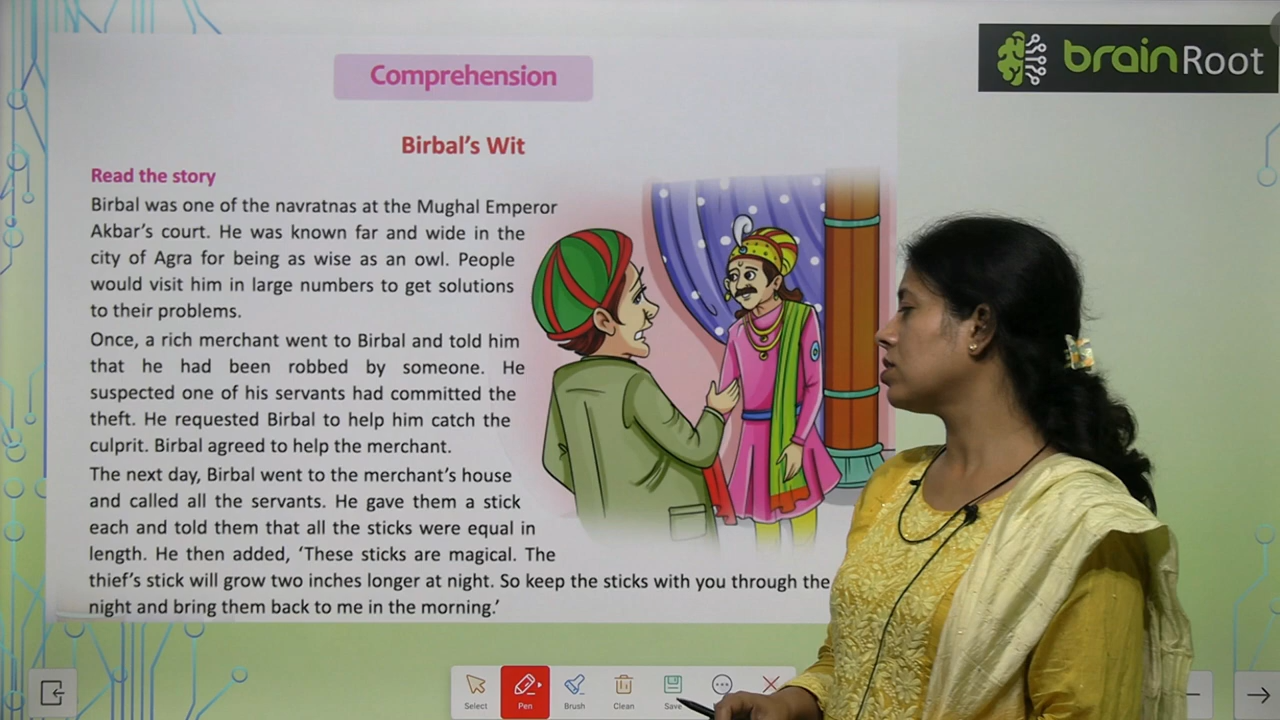 Comprehension
brainRoot
Birbal's Wit
Read the story
Birbal was one of the navratnas at the Mughal Emperor
Akbar's court. He was known far and wide in the
city of Agra for being as wise as an owl. People
would visit him in large numbers to get solutions
to their problems.
Once, a rich merchant went to Birbal and told him
that he had been robbed by someone. He
suspected one of his servants had committed the
theft. He requested Birbal to help him catch the
culprit. Birbal agreed to help the merchant.
The next day, Birbal went to the merchant's house
and called all the servants. He gave them a stick
each and told them that all the sticks were equal in
length. He then added, 'These sticks are magical. The
thief's stick will grow two inches longer at night. So keep the sticks with you through the
night and bring them back to me in the morning.'
Select Pen Brush Clean Save